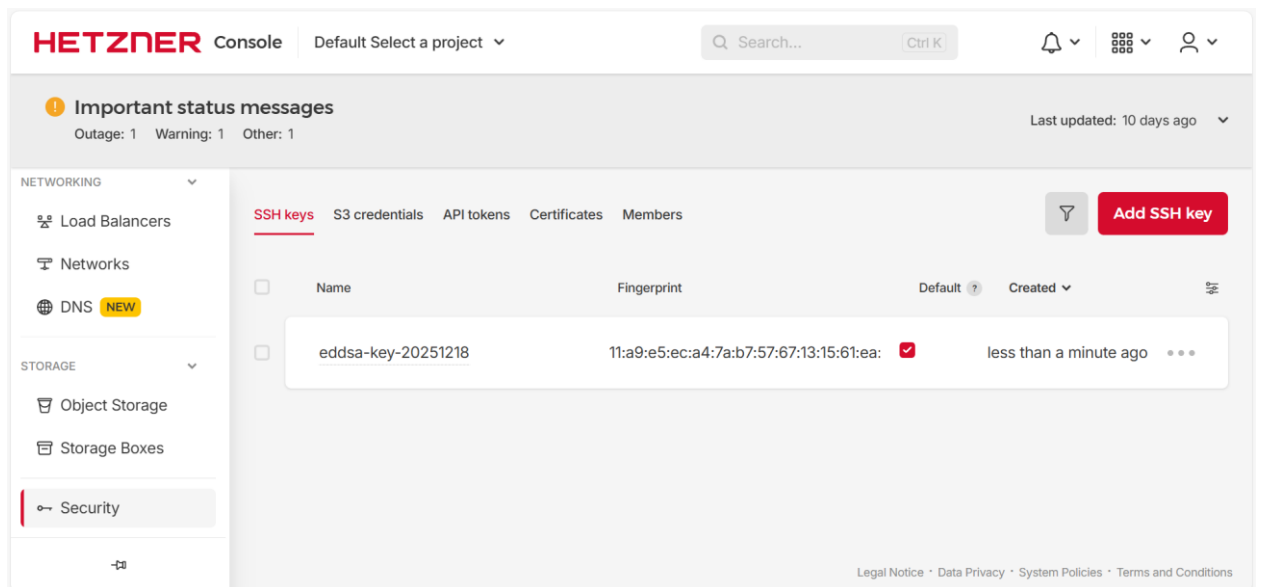 HETZNER Console Default Select a project Search... Ctrl K
Important status messages
Outage: 1 Warning: 1 Other: 1
Last updated: 10 days ago
NETWORKING
Load Balancers
Networks
DNS NEW
STORAGE
Object Storage
Storage Boxes
Security
SSH keys S3 credentials API tokens Certificates Members
Add SSH key
Name Fingerprint Default ? Created
eddsa-key-20251218 11:a9:e5:ec:a4:7a:b7:57:67:13:15:61:ea: less than a minute ago
Legal Notice · Data Privacy · System Policies · Terms and Conditions